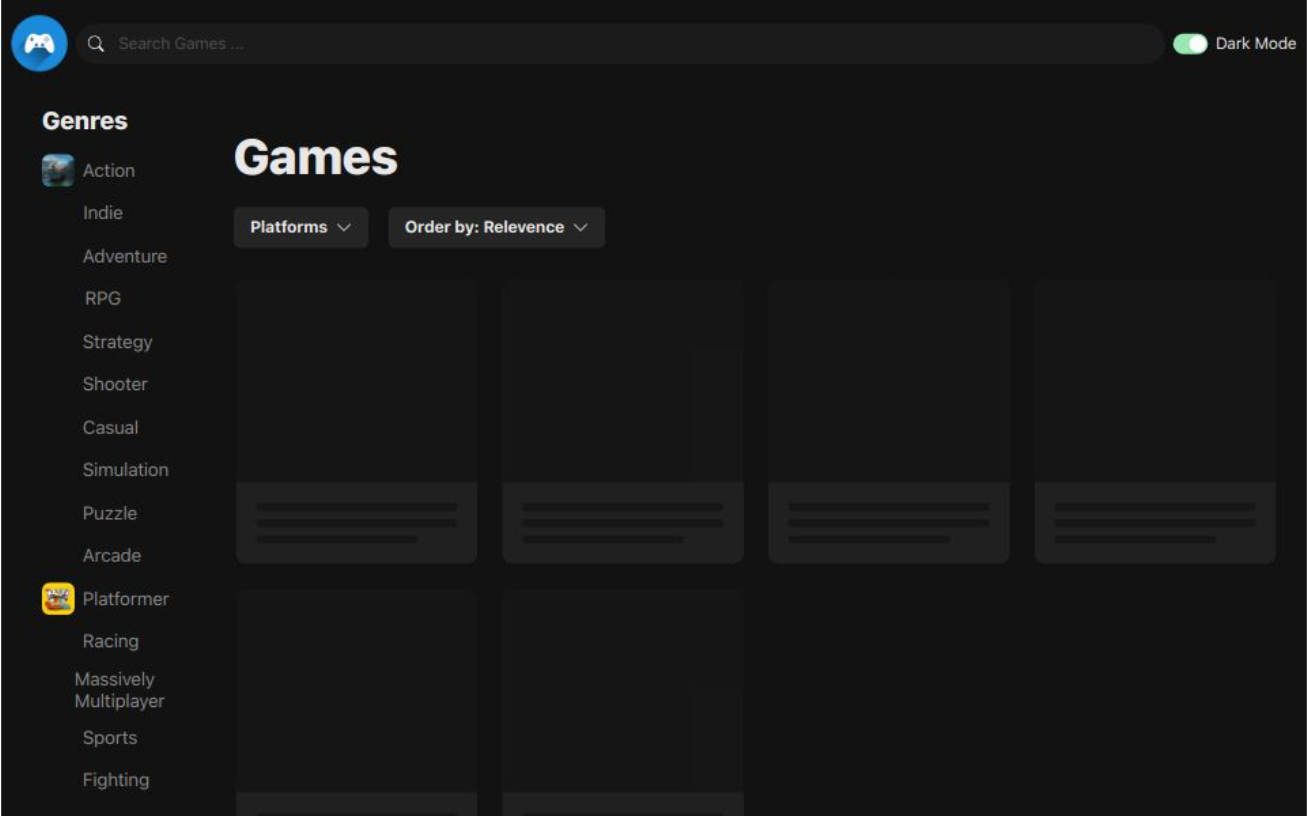 Search Games ...
Dark Mode
Genres
Action
Indie
Adventure
RPG
Strategy
Shooter
Casual
Simulation
Puzzle
Arcade
Platformer
Racing
Massively
Multiplayer
Sports
Fighting
Games
Platforms
Order by: Relevence